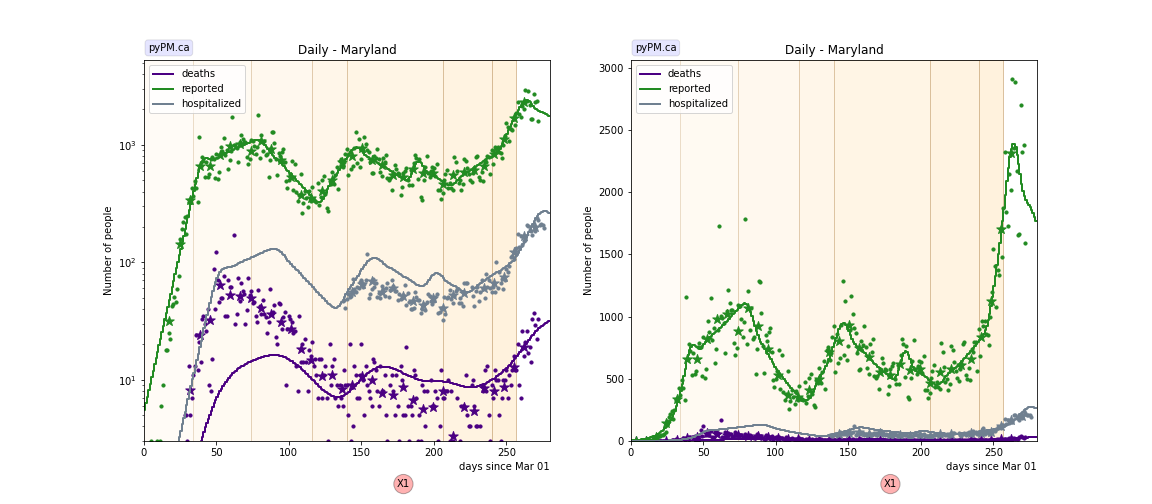 pyPM.ca
Daily - Maryland
deaths
reported
hospitalized
Number of people
10³
10²
10¹
0 50 100 150 200 250
days since Mar 01
X1
pyPM.ca
Daily - Maryland
deaths
reported
hospitalized
Number of people
3000
2500
2000
1500
1000
500
0
0 50 100 150 200 250
days since Mar 01
X1